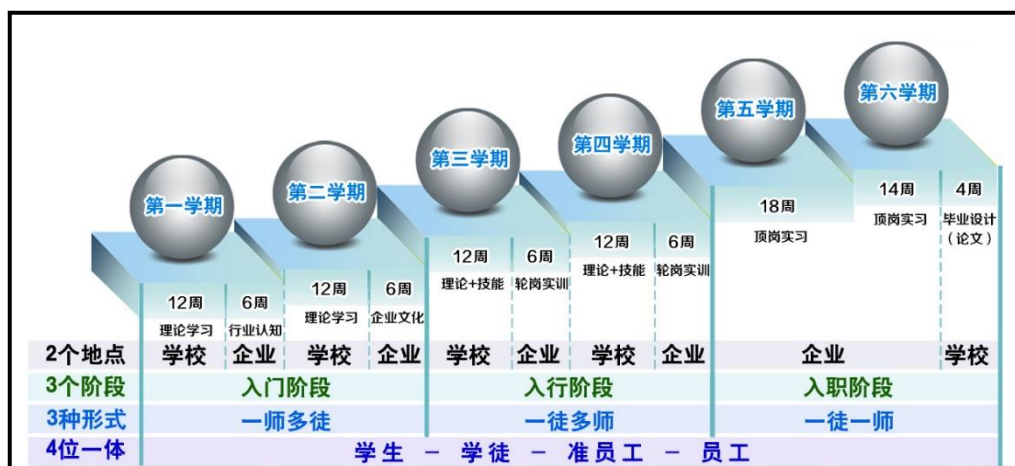 第一学期
第二学期
第三学期
第四学期
第五学期
第六学期
12周
理论学习
6周
行业认知
12周
理论学习
6周
企业文化
12周
理论+技能
6周
轮岗实训
12周
理论+技能
6周
轮岗实训
18周
顶岗实习
14周
顶岗实习
4周
毕业设计
（论文）
2个地点 学校 企业 学校 企业 学校 企业 学校 企业 企业 学校
3个阶段 入门阶段 入行阶段 入职阶段
3种形式 一师多徒 一徒多师 一徒一师
4位一体 学生 – 学徒 – 准员工 – 员工